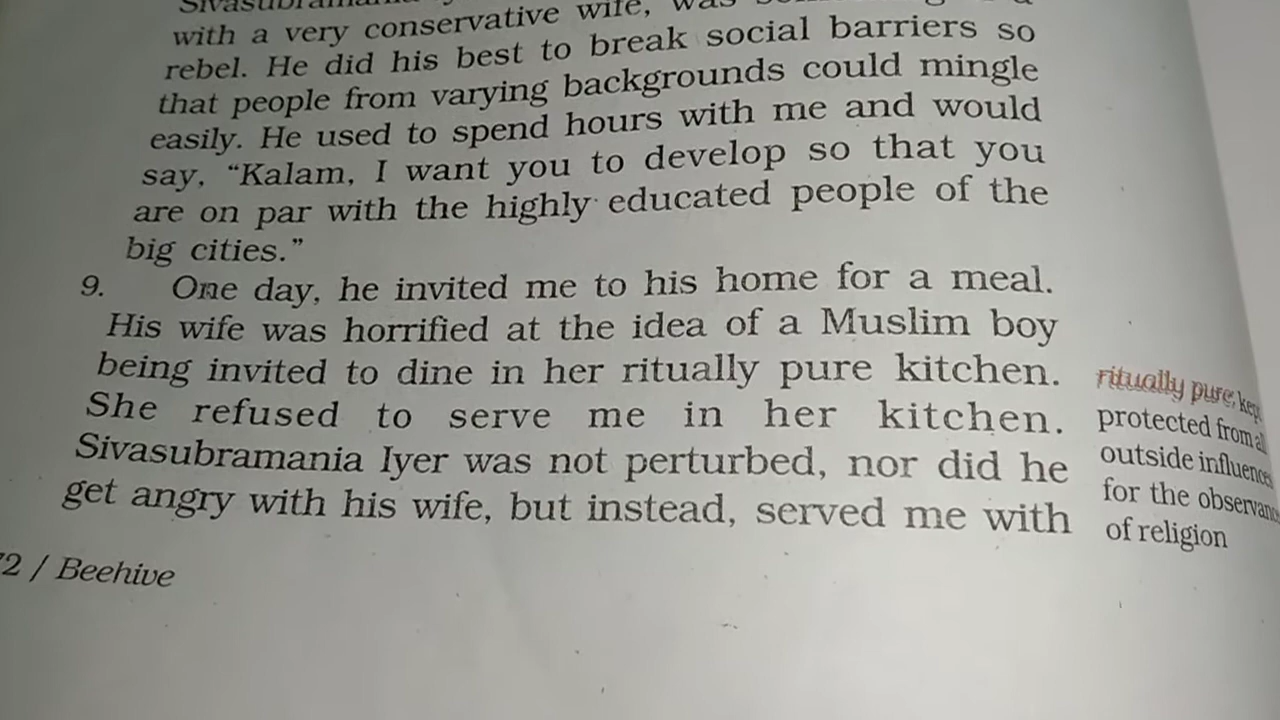 with a very conservative wife,
rebel. He did his best to break social barriers so
that people from varying backgrounds could mingle
easily. He used to spend hours with me and would
say, “Kalam, I want you to develop so that you
are on par with the highly educated people of the
big cities.”
9. One day, he invited me to his home for a meal.
His wife was horrified at the idea of a Muslim boy
being invited to dine in her ritually pure kitchen.
She refused to serve me in her kitchen.
Sivasubramania Iyer was not perturbed, nor did he
get angry with his wife, but instead, served me with
ritually pure:
protected from
outside
for the
of religion
2 / Beehive